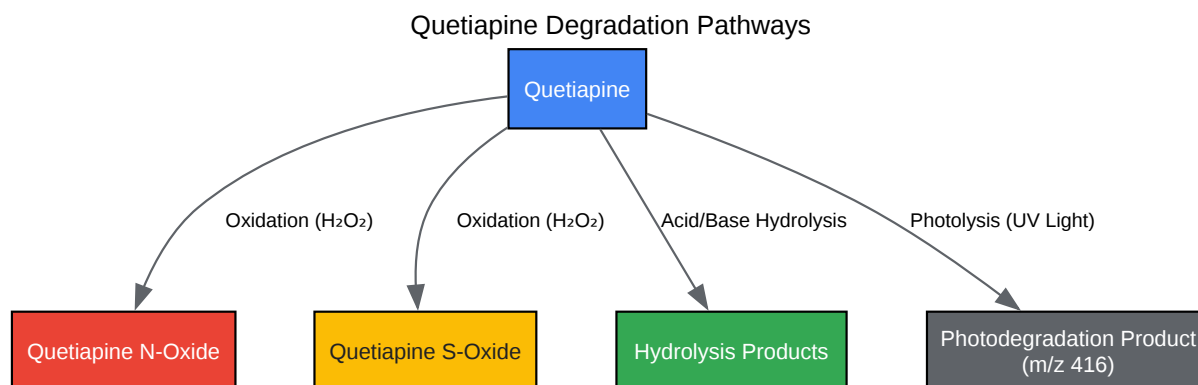 Quetiapine Degradation Pathways
Quetiapine
Oxidation (H₂O₂)
Oxidation (H₂O₂)
Acid/Base Hydrolysis
Photolysis (UV Light)
Quetiapine N-Oxide
Quetiapine S-Oxide
Hydrolysis Products
Photodegradation Product
(m/z 416)